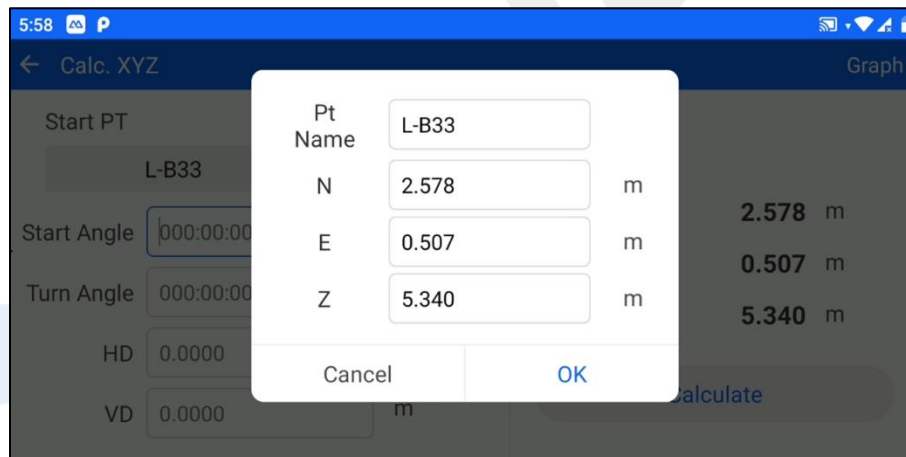 5:58
Calc. XYZ
Graph
Start PT
L-B33
Start Angle 000:00:00
Turn Angle 000:00:00
HD 0.0000
VD 0.0000 m
Pt Name L-B33
N 2.578 m
E 0.507 m
Z 5.340 m
Cancel OK
2.578 m
0.507 m
5.340 m
Calculate